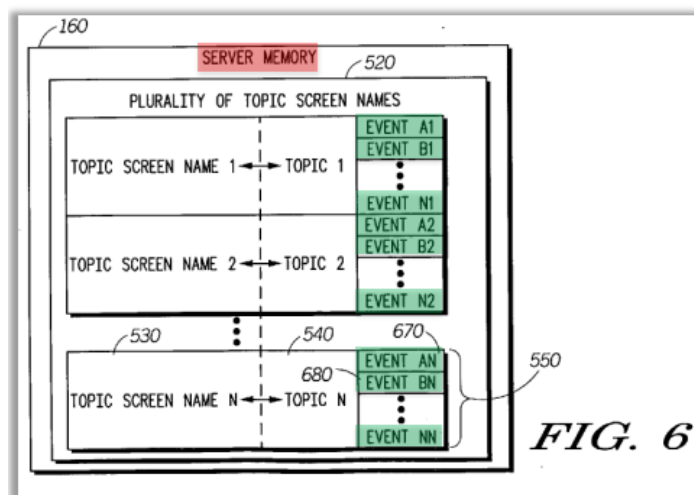 160
SERVER MEMORY
520
PLURALITY OF TOPIC SCREEN NAMES
EVENT A1
EVENT B1
TOPIC SCREEN NAME 1 TOPIC 1
EVENT N1
EVENT A2
EVENT B2
TOPIC SCREEN NAME 2 TOPIC 2
EVENT N2
530 540 670
EVENT AN
680 EVENT BN 550
TOPIC SCREEN NAME N TOPIC N
EVENT NN
FIG. 6